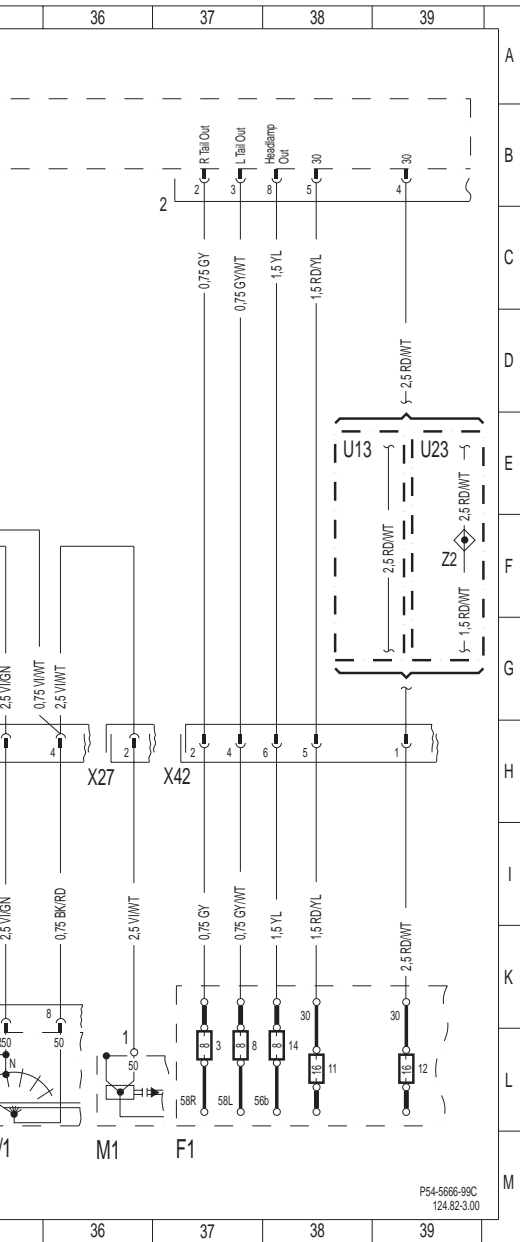 36 37 38 39
A
B
R Tail Out
L Tail Out
Headlamp
Out
30
30
2 3 8 5 4
2
C
0,75 GY
0,75 GY/WT
1,5 YL
1,5 RD/YL
D
2,5 RD/WT
E
U13 U23
2,5 RD/WT
2,5 RD/WT
F
Z2
1,5 RD/WT
G
2,5 VI/GN
0,75 VI/WT
2,5 VI/WT
4 2 2 4 6 5 1
H
X27 X42
I
2,5 VI/GN
0,75 BK/RD
2,5 VI/WT
0,75 GY
0,75 GY/WT
1,5 YL
1,5 RD/YL
2,5 RD/WT
K
8
50
50
N
1
50
30 30
8 3
8 8
8 14
16 11
16 12
L
58R 58L 56b
/1 M1 F1
M
P54-5666-99C
124.82-3.00
36 37 38 39